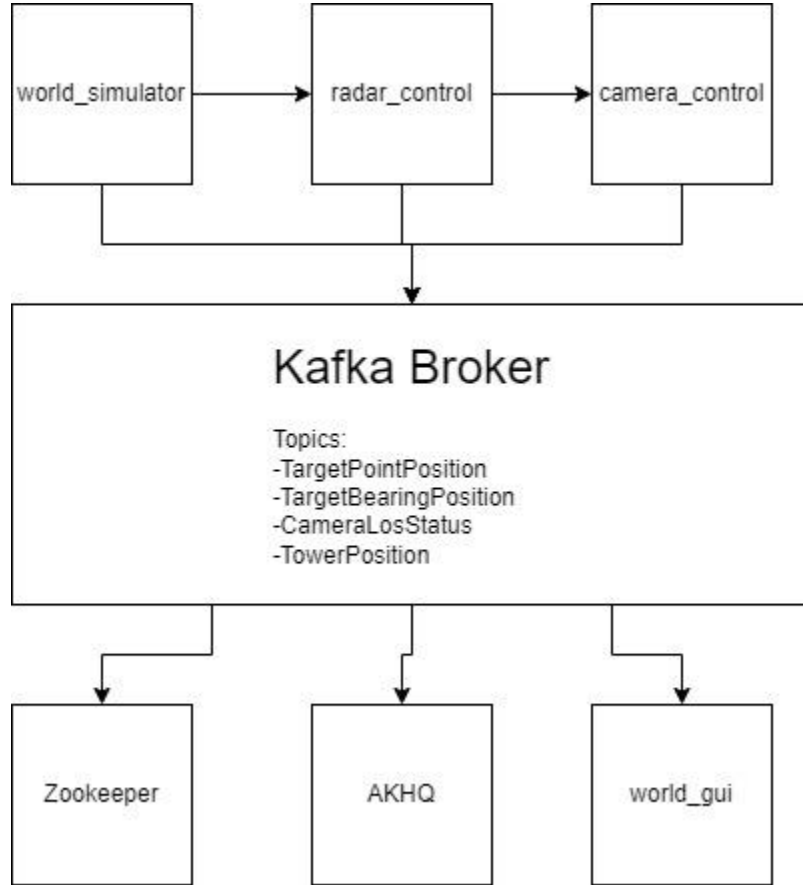 world_simulator
radar_control
camera_control
Kafka Broker
Topics:
-TargetPointPosition
-TargetBearingPosition
-CameraLosStatus
-TowerPosition
Zookeeper
AKHQ
world_gui